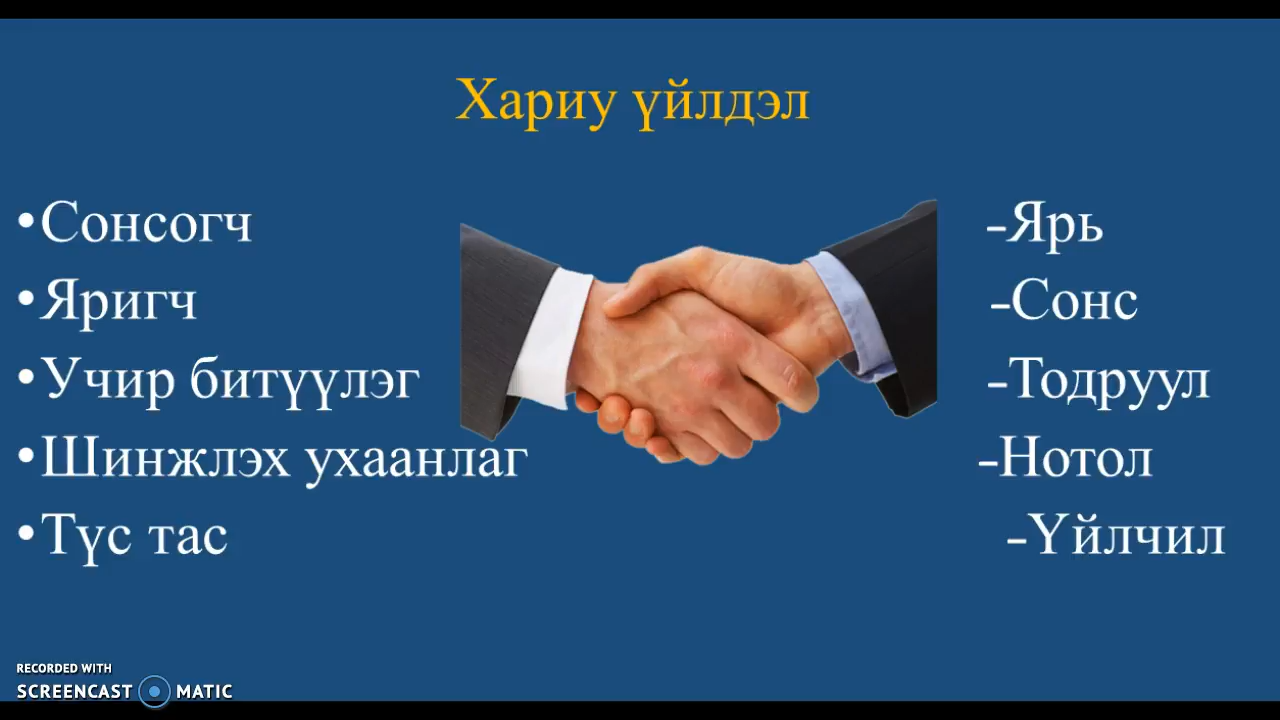 Хариу үйлдэл
•Сонсогч -Ярь
•Яригч -Сонс
•Учир битүүлэг -Тодруул
•Шинжлэх ухаанлаг -Нотол
•Түс тас -Үйлчил
RECORDED WITH
SCREENCAST MATIC